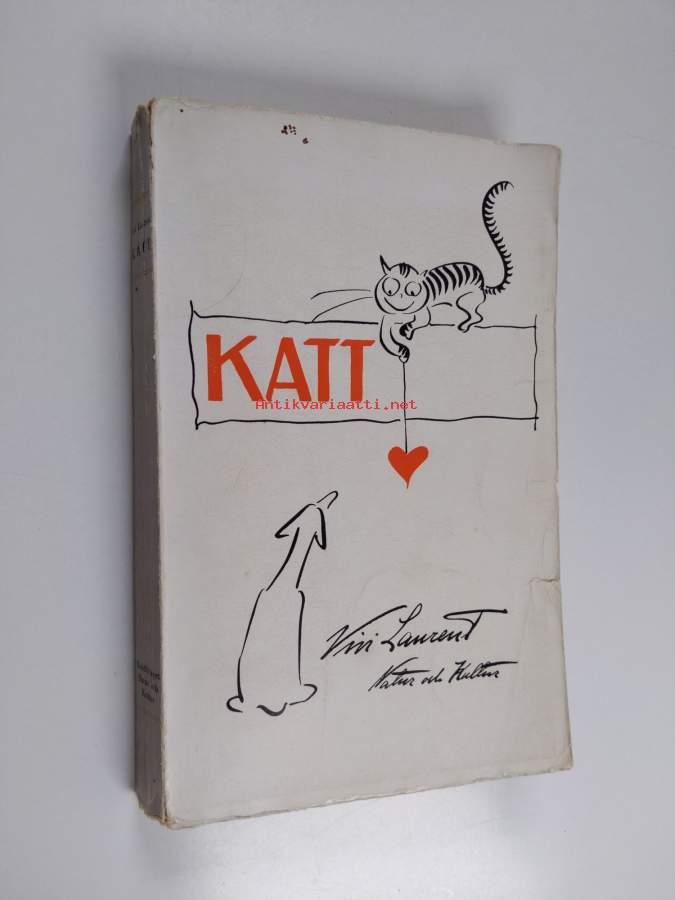 KATT
Antikvariaatti.net
Vivi Laurent
Natur och Kultur